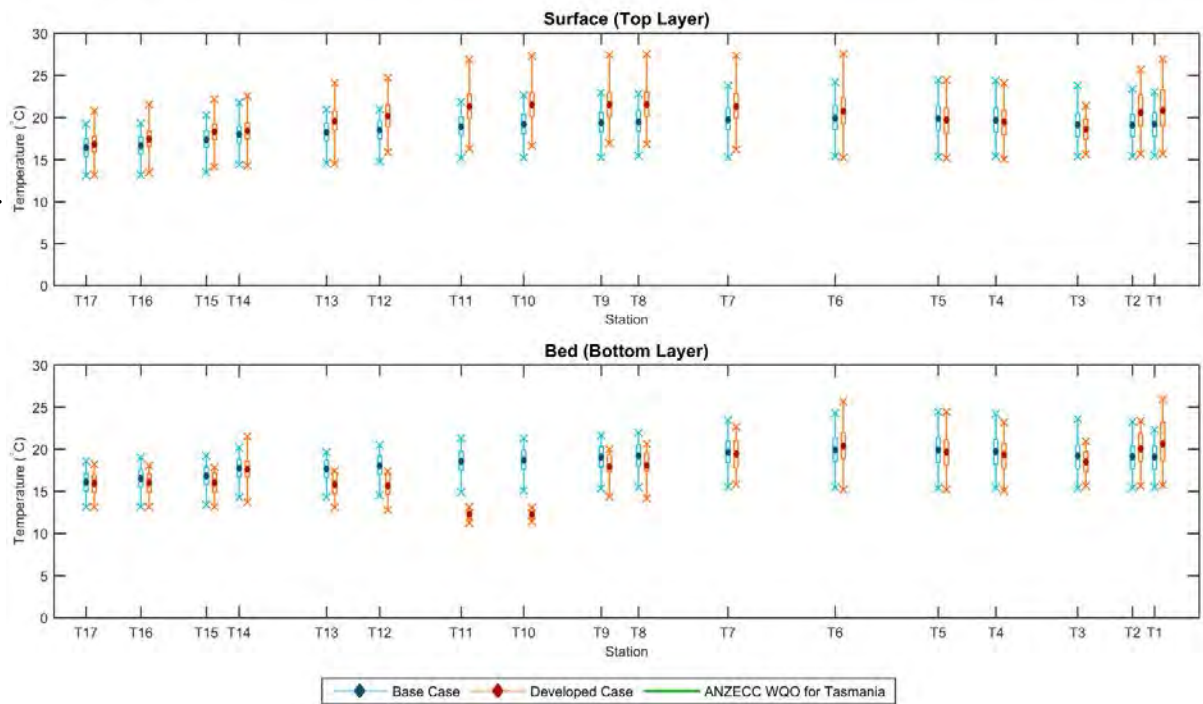 Surface (Top Layer)
30
25
20
15
10
5
0
Temperature (°C)
T17 T16 T15 T14 T13 T12 T11 T10 T9 T8 T7 T6 T5 T4 T3 T2 T1
Station
Bed (Bottom Layer)
30
25
20
15
10
5
0
Temperature (°C)
T17 T16 T15 T14 T13 T12 T11 T10 T9 T8 T7 T6 T5 T4 T3 T2 T1
Station
Base Case Developed Case ANZECC WQO for Tasmania